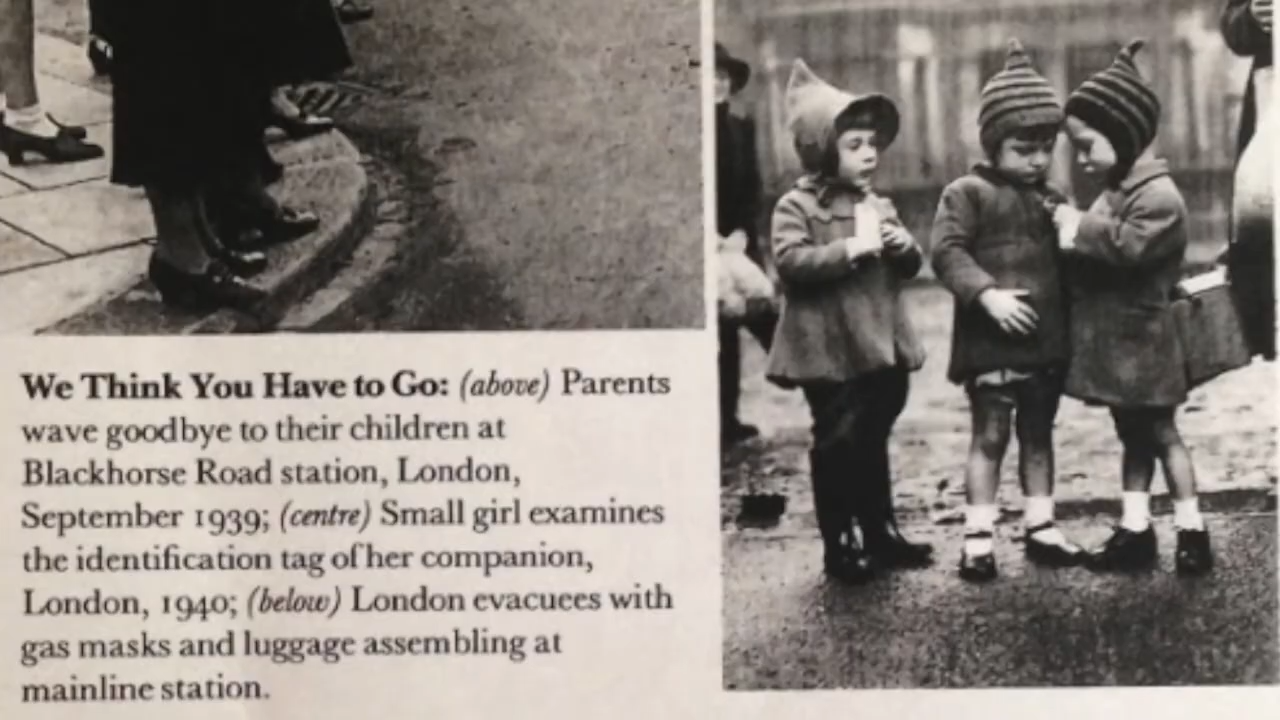 We Think You Have to Go: (above) Parents
wave goodbye to their children at
Blackhorse Road station, London,
September 1939; (centre) Small girl examines
the identification tag of her companion,
London, 1940; (below) London evacuees with
gas masks and luggage assembling at
mainline station.